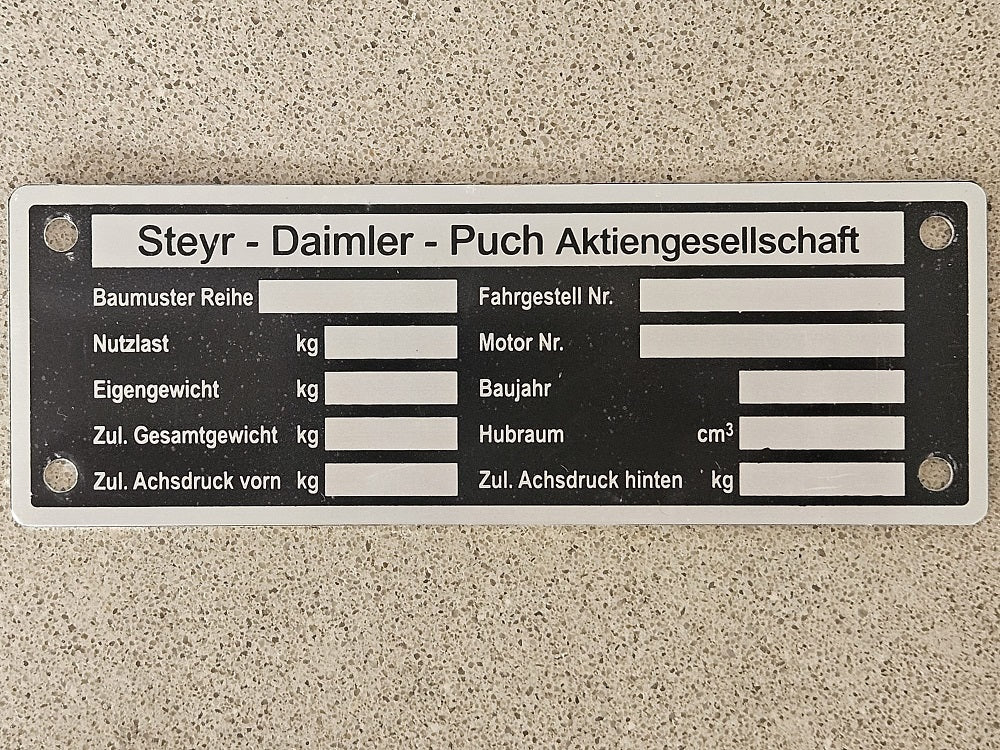 Steyr - Daimler - Puch Aktiengesellschaft
Baumuster Reihe Fahrgestell Nr.
Nutzlast kg Motor Nr.
Eigengewicht kg Baujahr
Zul. Gesamtgewicht kg Hubraum cm³
Zul. Achsdruck vorn kg Zul. Achsdruck hinten kg